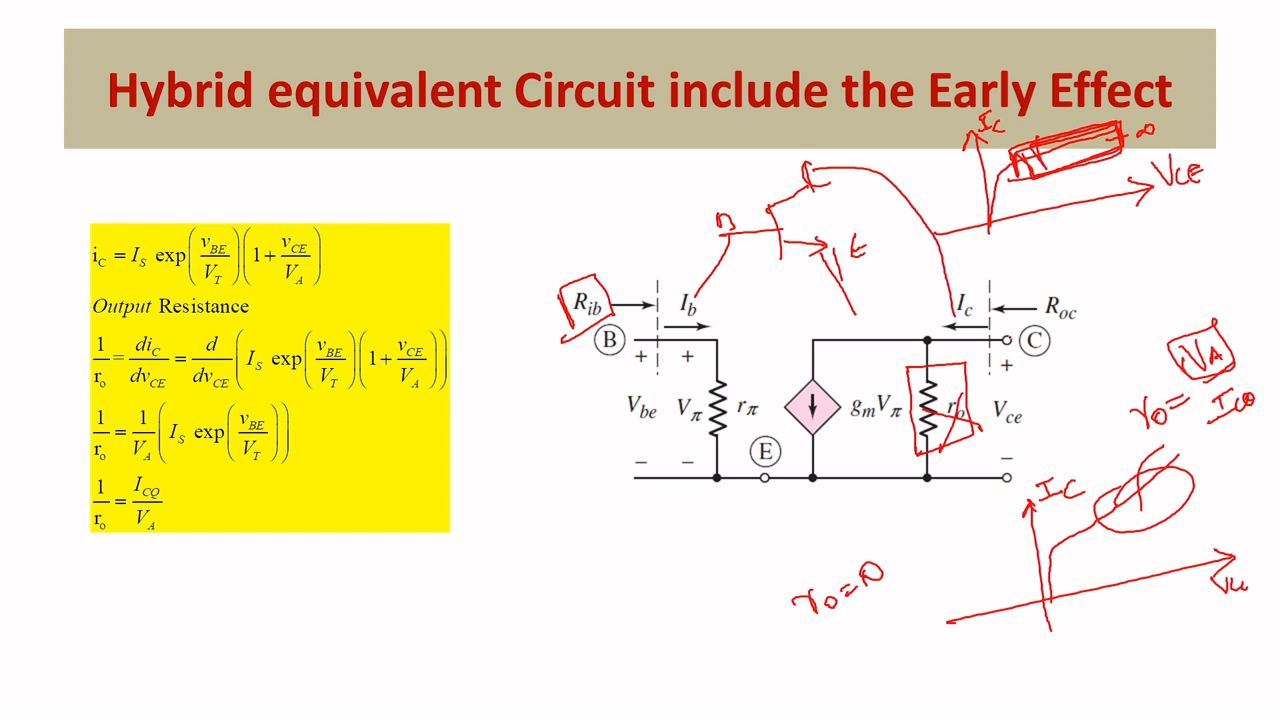 Hybrid equivalent Circuit include the Early Effect
i_C = I_S exp(v_BE/V_T)(1+v_CE/V_A)
Output Resistance
1/r_o = di_C/dv_CE = d/dv_CE (I_S exp(v_BE/V_T)(1+v_CE/V_A))
1/r_o = 1/V_A (I_S exp(v_BE/V_T))
1/r_o = I_CQ/V_A
I_C
∞
V_CE
C
B
E
R_ib
I_b
I_c
R_oc
B
C
+ + +
V_be V_π r_π g_m V_π r_o V_ce
E
− − −
r_o = V_A/I_CQ
I_C
r_o =